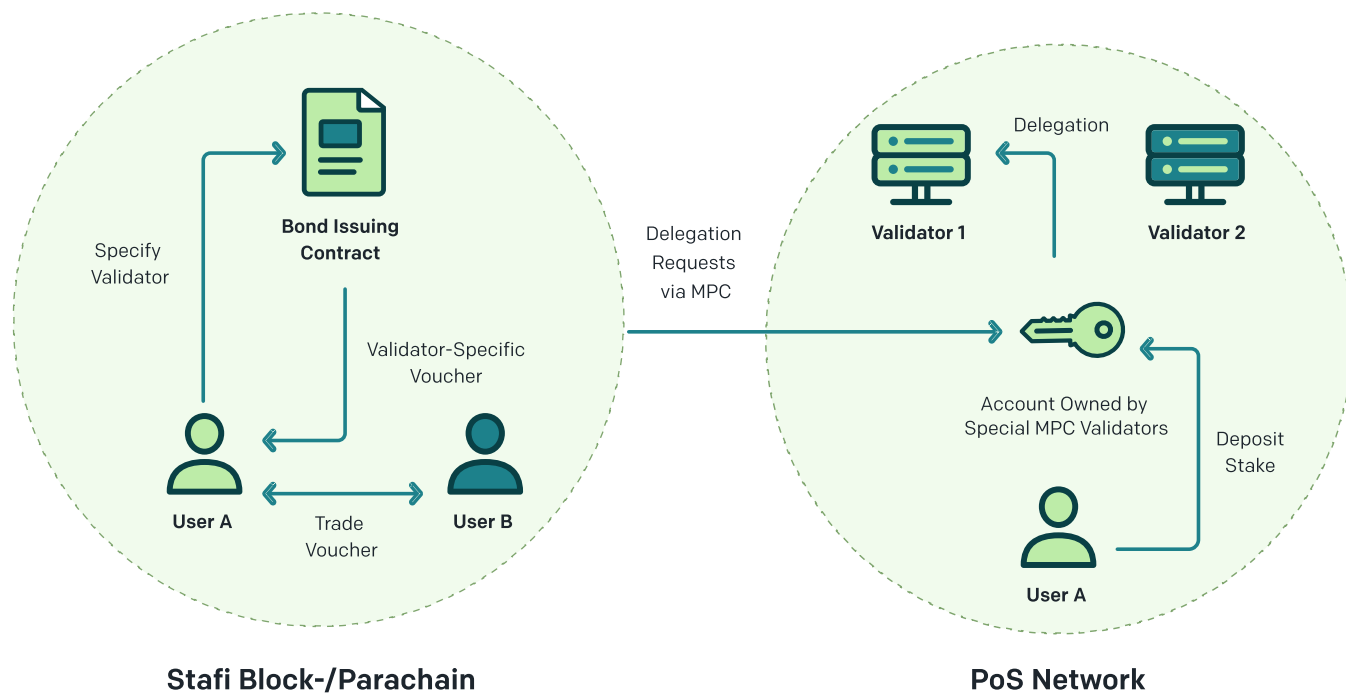 Bond Issuing
Contract
Specify
Validator
Validator-Specific
Voucher
User A
Trade
Voucher
User B
Stafi Block-/Parachain
Delegation
Requests
via MPC
Delegation
Validator 1
Validator 2
Account Owned by
Special MPC Validators
Deposit
Stake
User A
PoS Network